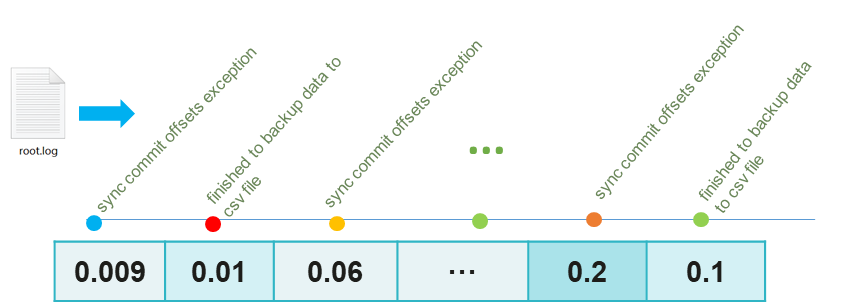 sync commit offsets exception
finished to backup data to
csv file
sync commit offsets exception
...
sync commit offsets exception
finished to backup data
to csv file
root.log
0.009
0.01
0.06
...
0.2
0.1